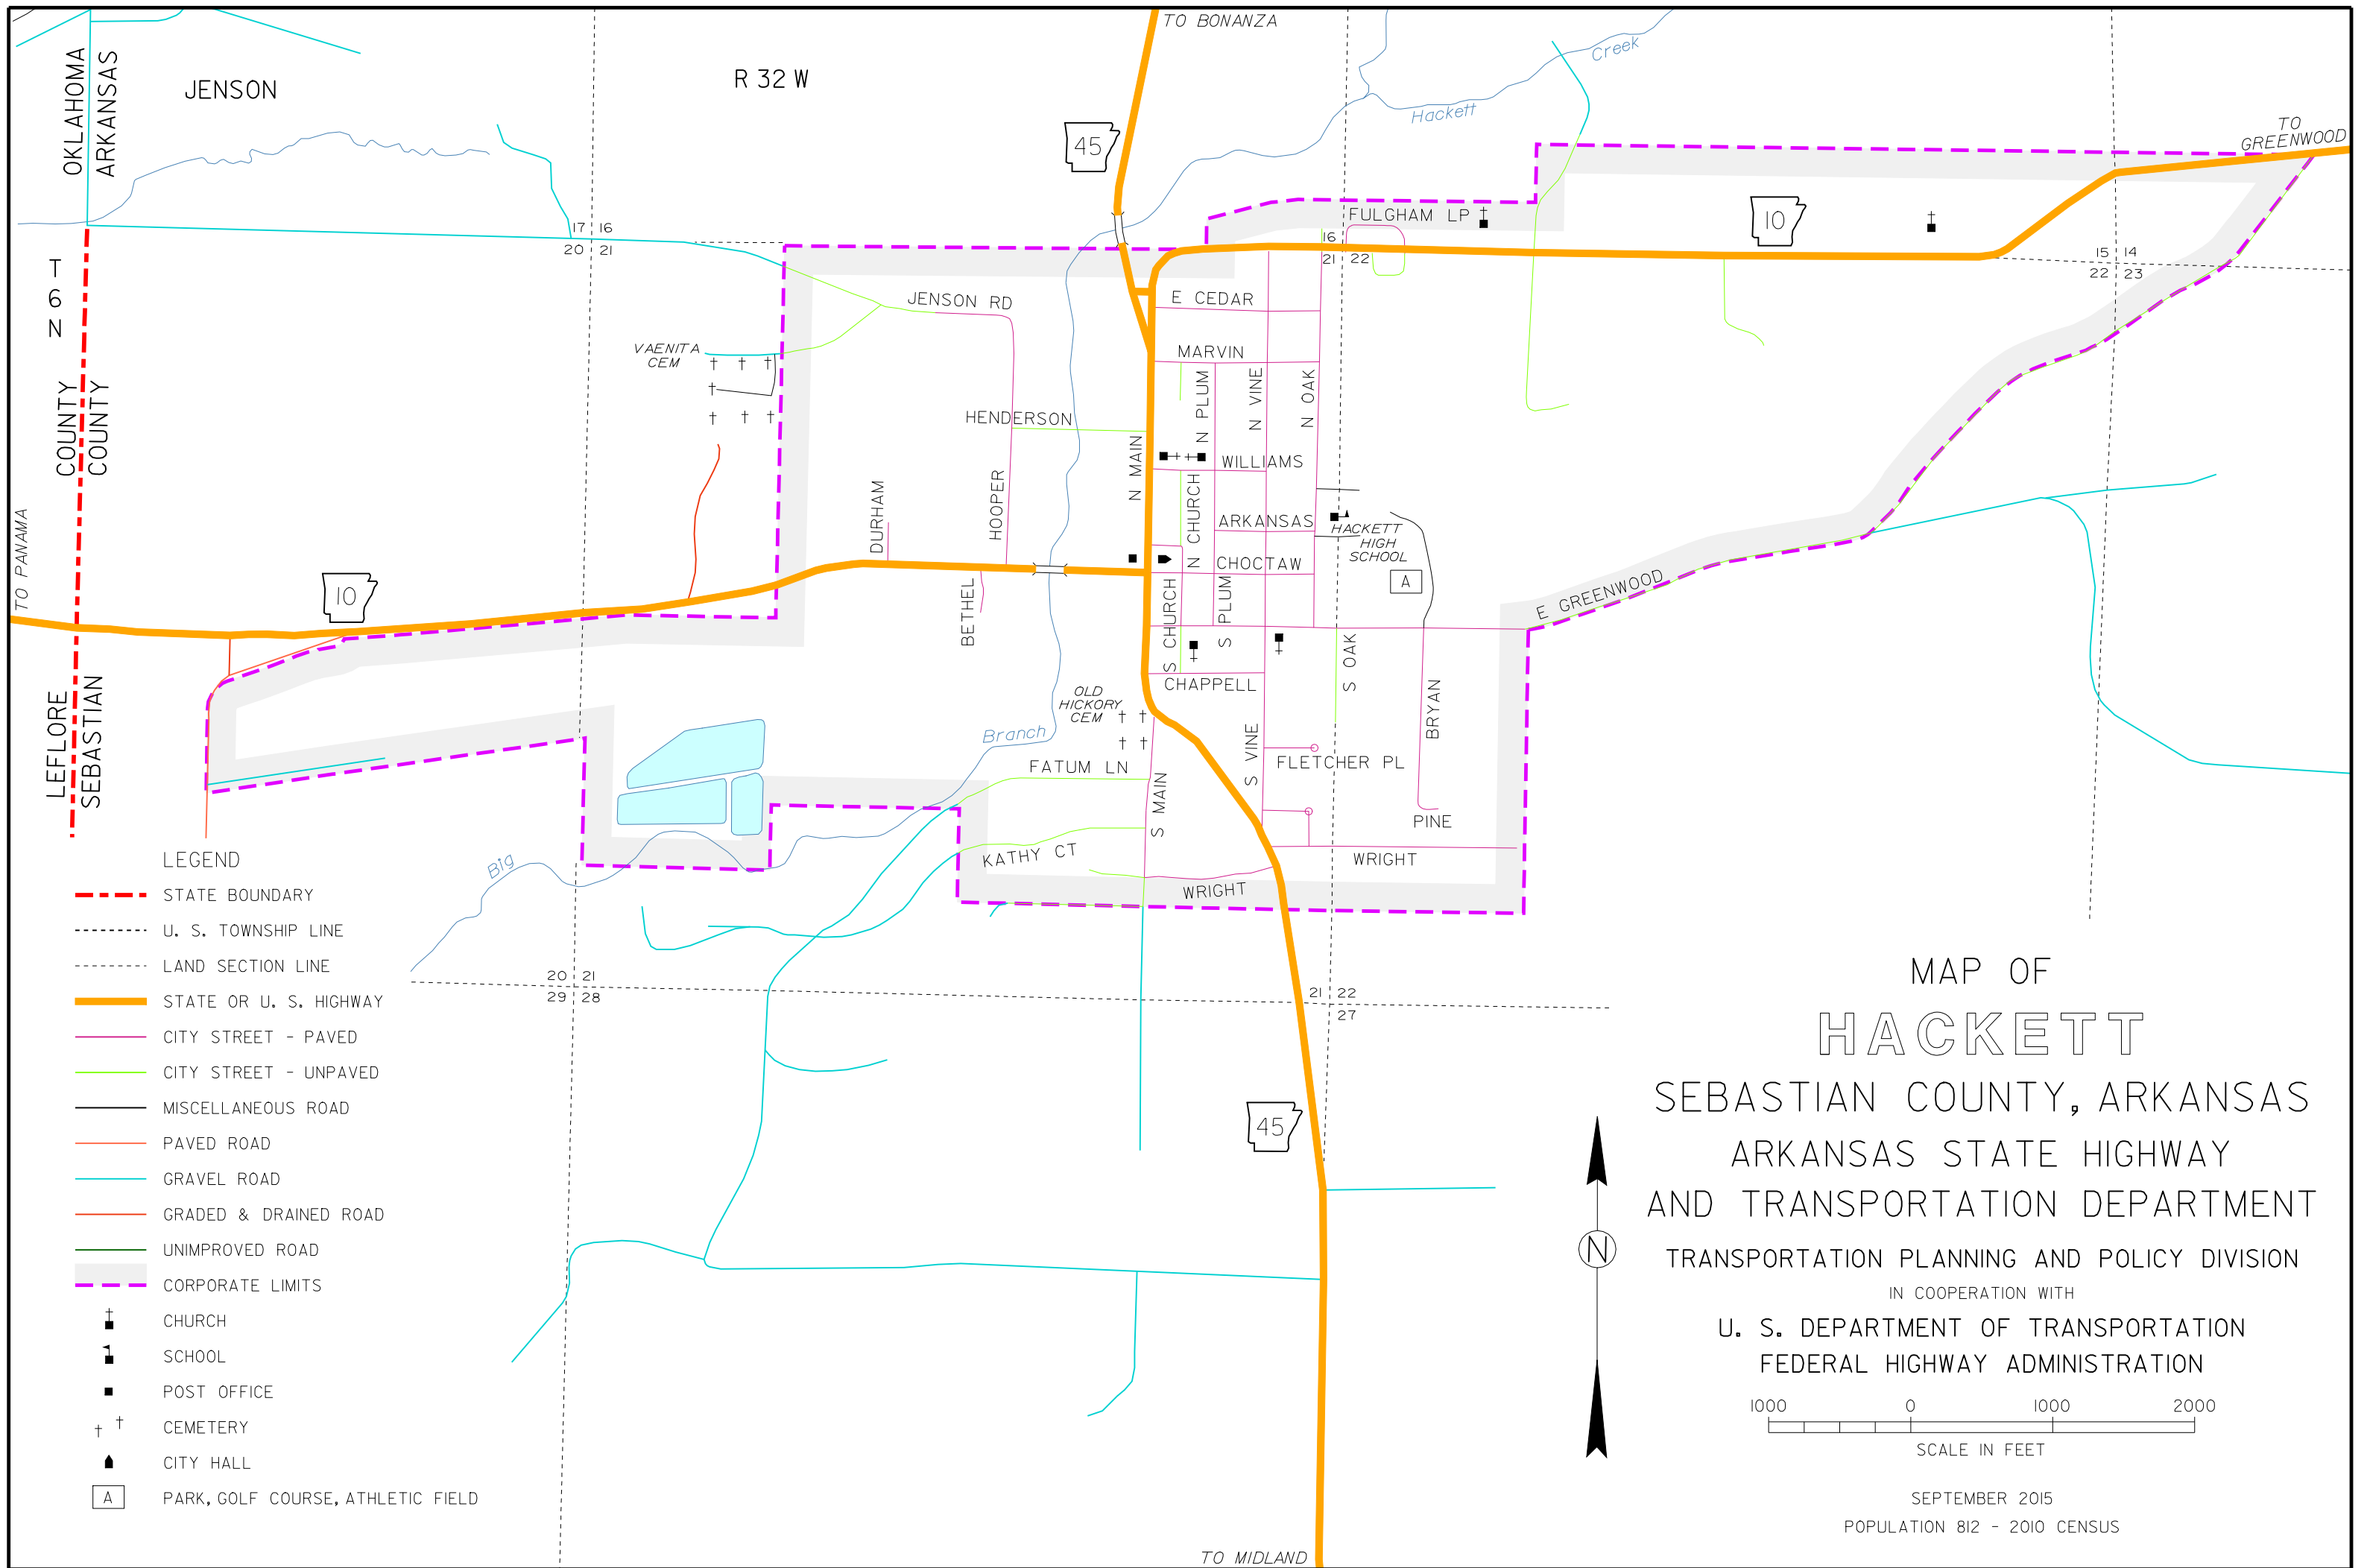 TO BONANZA
OKLAHOMA
ARKANSAS
JENSON
R 32 W
Creek
Hackett
45
TO
GREENWOOD
10
FULGHAM LP
17 16
20 21
16
21 22
15 14
22 23
T
6
N
JENSON RD
E CEDAR
VAENITA
CEM
MARVIN
COUNTY
COUNTY
HENDERSON
N MAIN
N PLUM
N VINE
N OAK
WILLIAMS
DURHAM
HOOPER
N CHURCH
ARKANSAS
HACKETT
HIGH
SCHOOL
CHOCTAW
A
TO PANAMA
10
BETHEL
S CHURCH
S PLUM
S OAK
E GREENWOOD
CHAPPELL
BRYAN
LEFLORE
SEBASTIAN
OLD
HICKORY
CEM
Branch
FATUM LN
S MAIN
S VINE
FLETCHER PL
PINE
KATHY CT
WRIGHT
WRIGHT
Big
20 21
29 28
21 22
27
45
TO MIDLAND
LEGEND
STATE BOUNDARY
U. S. TOWNSHIP LINE
LAND SECTION LINE
STATE OR U. S. HIGHWAY
CITY STREET - PAVED
CITY STREET - UNPAVED
MISCELLANEOUS ROAD
PAVED ROAD
GRAVEL ROAD
GRADED & DRAINED ROAD
UNIMPROVED ROAD
CORPORATE LIMITS
CHURCH
SCHOOL
POST OFFICE
CEMETERY
CITY HALL
A PARK, GOLF COURSE, ATHLETIC FIELD
MAP OF
HACKETT
SEBASTIAN COUNTY, ARKANSAS
ARKANSAS STATE HIGHWAY
AND TRANSPORTATION DEPARTMENT
TRANSPORTATION PLANNING AND POLICY DIVISION
IN COOPERATION WITH
U. S. DEPARTMENT OF TRANSPORTATION
FEDERAL HIGHWAY ADMINISTRATION
N
1000 0 1000 2000
SCALE IN FEET
SEPTEMBER 2015
POPULATION 812 - 2010 CENSUS